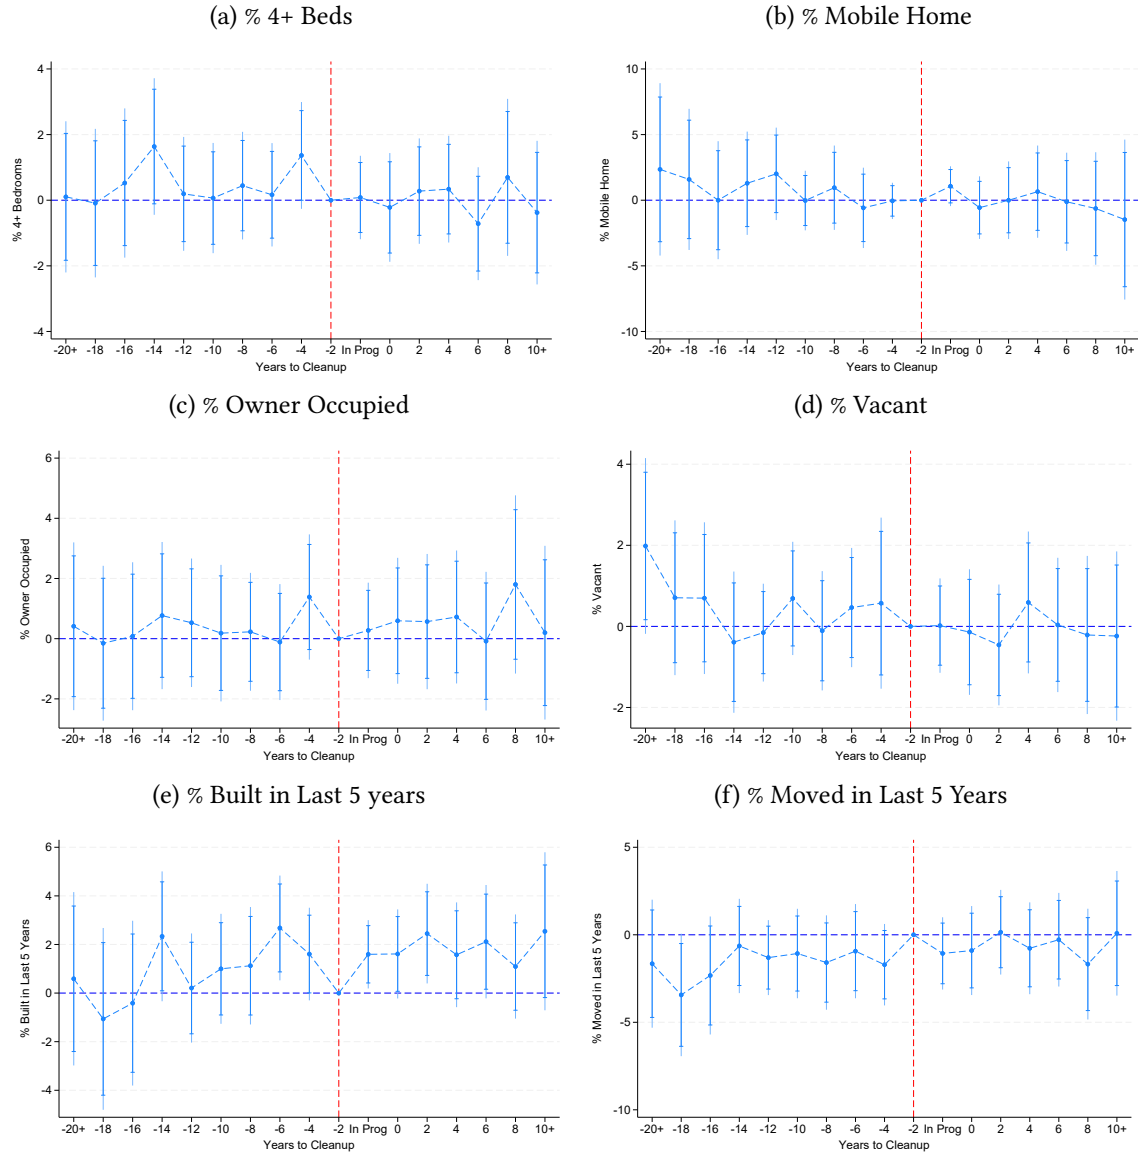 (a) % 4+ Beds
(b) % Mobile Home
4
2
0
-2
-4
% 4+ Bedrooms
-20+ -18 -16 -14 -12 -10 -8 -6 -4 -2 In Prog 0 2 4 6 8 10+
Years to Cleanup
10
5
0
-5
-10
% Mobile Home
-20+ -18 -16 -14 -12 -10 -8 -6 -4 -2 In Prog 0 2 4 6 8 10+
Years to Cleanup
(c) % Owner Occupied
(d) % Vacant
6
4
2
0
-2
% Owner Occupied
-20+ -18 -16 -14 -12 -10 -8 -6 -4 -2 In Prog 0 2 4 6 8 10+
Years to Cleanup
4
2
0
-2
% Vacant
-20+ -18 -16 -14 -12 -10 -8 -6 -4 -2 In Prog 0 2 4 6 8 10+
Years to Cleanup
(e) % Built in Last 5 years
(f) % Moved in Last 5 Years
6
4
2
0
-2
-4
% Built in Last 5 Years
-20+ -18 -16 -14 -12 -10 -8 -6 -4 -2 In Prog 0 2 4 6 8 10+
Years to Cleanup
5
0
-5
-10
% Moved in Last 5 Years
-20+ -18 -16 -14 -12 -10 -8 -6 -4 -2 In Prog 0 2 4 6 8 10+
Years to Cleanup